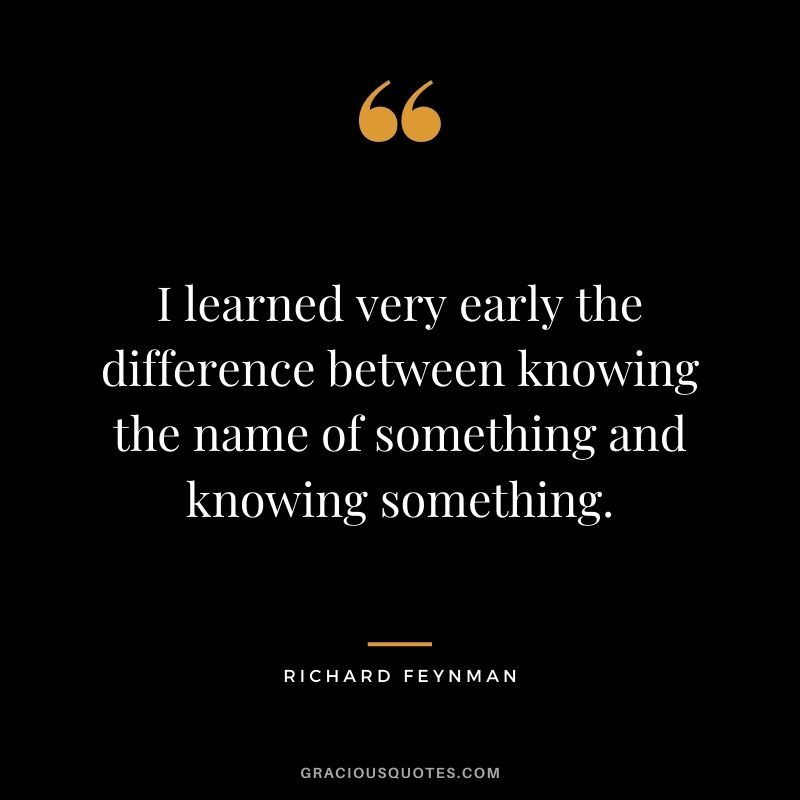 “
I learned very early the
difference between knowing
the name of something and
knowing something.
RICHARD FEYNMAN
GRACIOUSQUOTES.COM